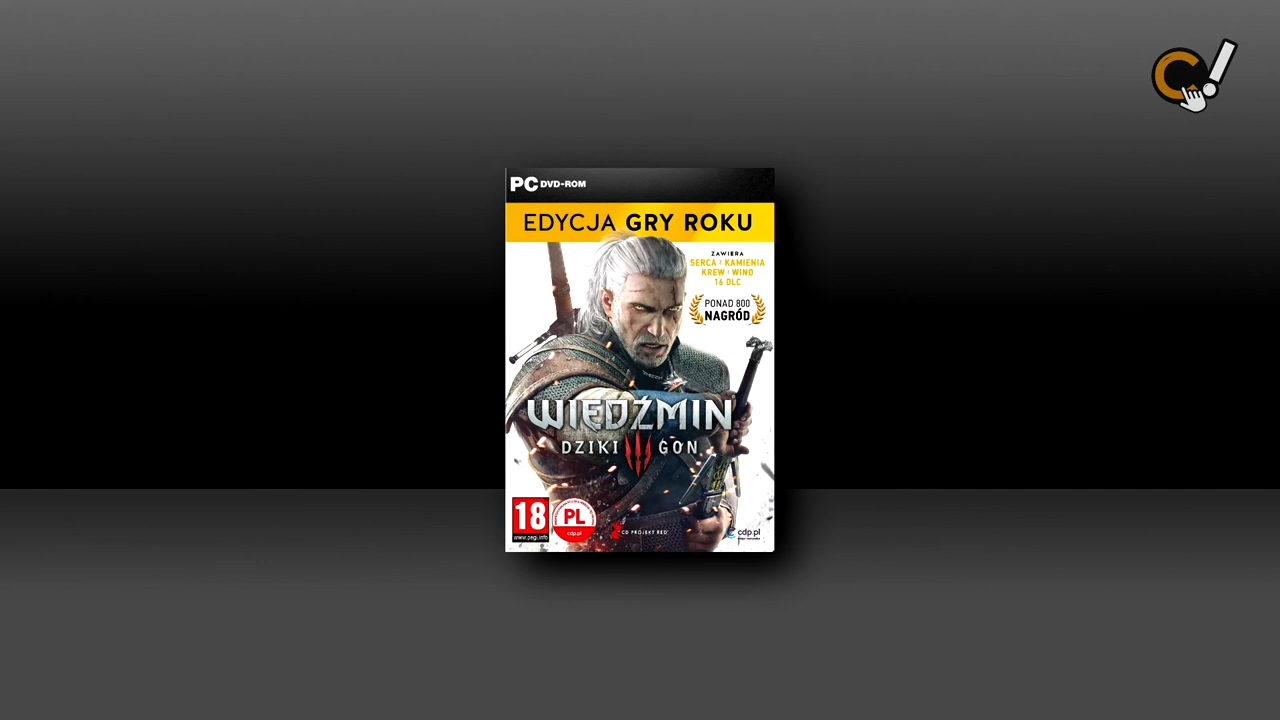 PC DVD-ROM
EDYCJA GRY ROKU
ZAWIERA
SERCA Z KAMIENIA
KREW I WINO
16 DLC
PONAD 800
NAGRÓD
WIEDŹMIN
DZIKI III GON
18
www.pegi.info
PL
cdp.pl
CD PROJEKT RED
cdp.pl